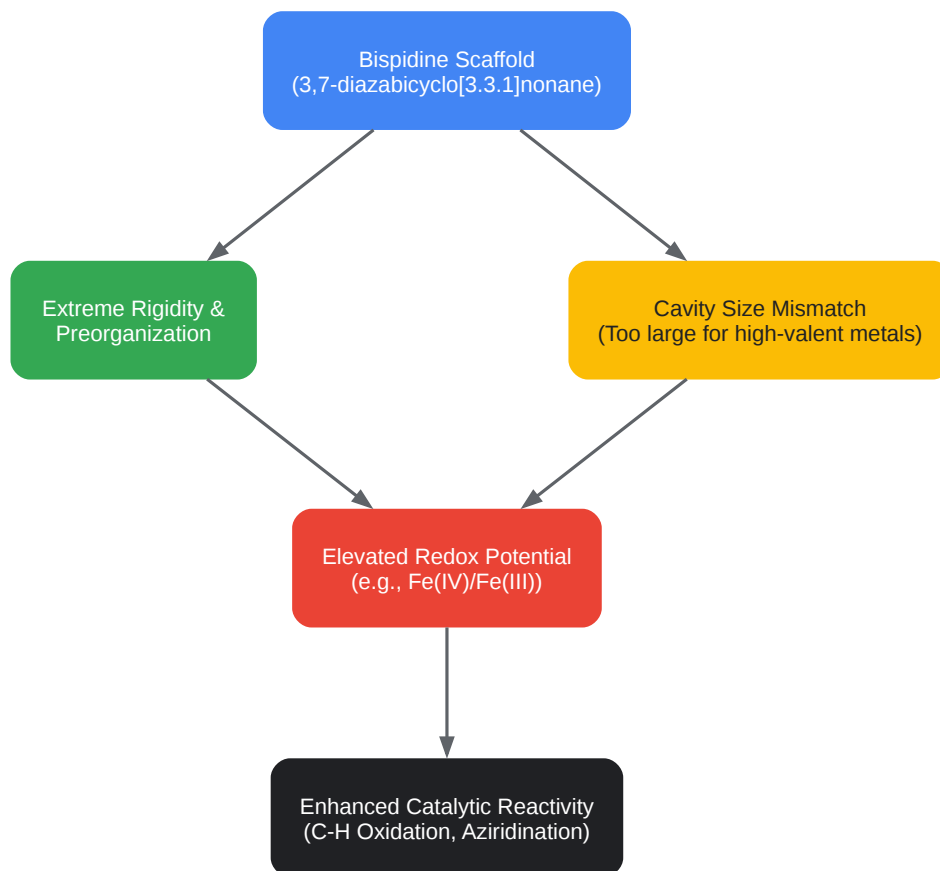 Bispidine Scaffold
(3,7-diazabicyclo[3.3.1]nonane)
Extreme Rigidity &
Preorganization
Cavity Size Mismatch
(Too large for high-valent metals)
Elevated Redox Potential
(e.g., Fe(IV)/Fe(III))
Enhanced Catalytic Reactivity
(C-H Oxidation, Aziridination)